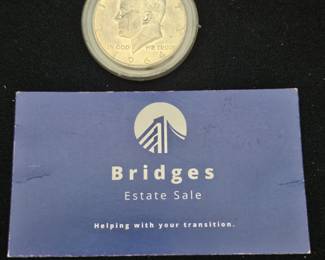 IN GOD WE TRUST
Bridges
Estate Sale
Helping with your transition.